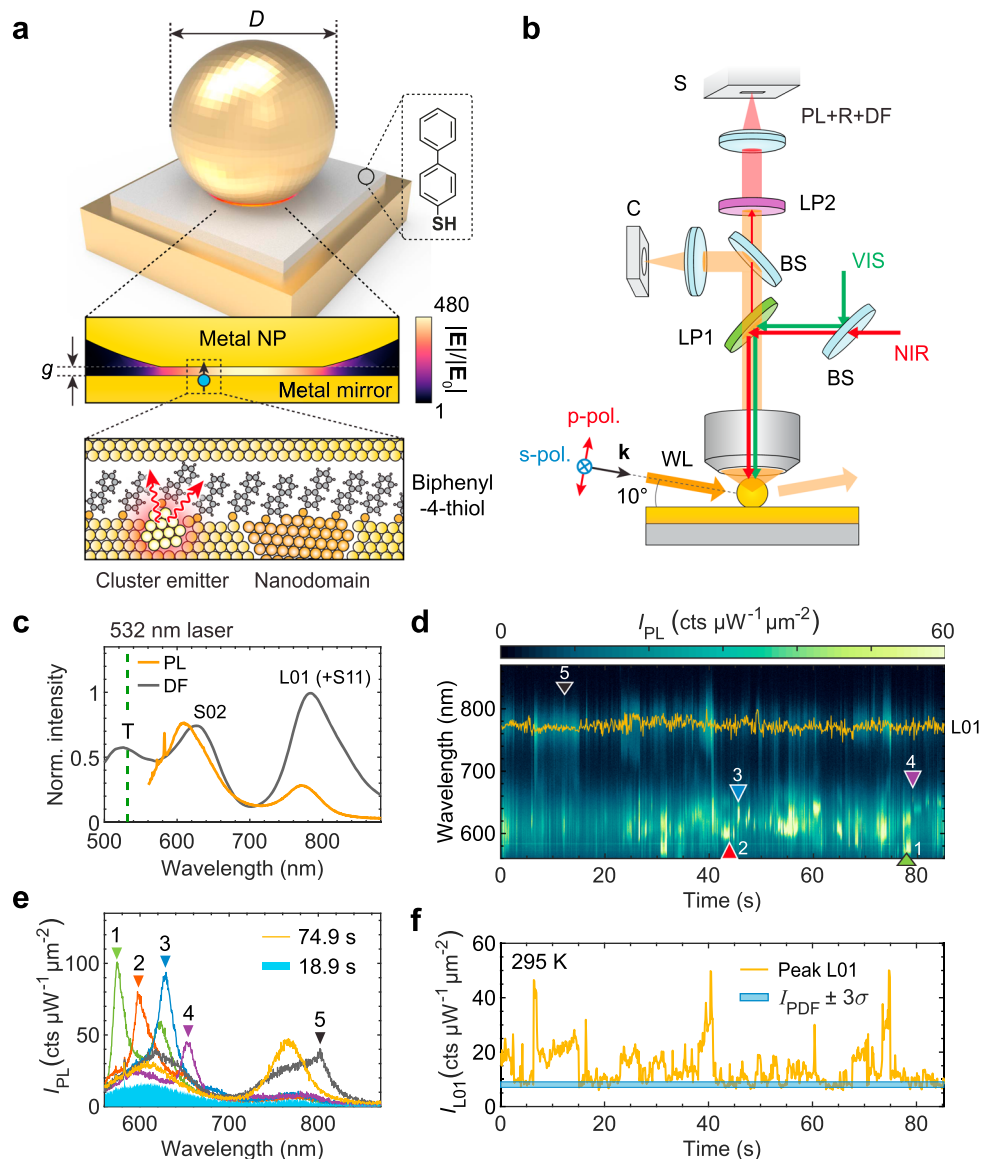 a
D
SH
480
|E|/|E₀|
1
Metal NP
g
Metal mirror
Biphenyl
-4-thiol
Cluster emitter
Nanodomain
b
S
PL+R+DF
LP2
C
BS
VIS
LP1
NIR
BS
p-pol.
s-pol.
k
WL
10°
c
532 nm laser
PL
DF
L01 (+S11)
T
S02
Norm. intensity
0
0.5
1
500
600
700
800
Wavelength (nm)
d
I_PL (cts µW⁻¹ µm⁻²)
0
60
5
L01
3
4
2
1
Wavelength (nm)
800
700
600
0
20
40
60
80
Time (s)
e
1
2
3
4
5
74.9 s
18.9 s
I_PL (cts µW⁻¹ µm⁻²)
100
50
0
600
700
800
Wavelength (nm)
f
295 K
Peak L01
I_PDF ± 3σ
I_L01 (cts µW⁻¹ µm⁻²)
60
40
20
0
0
20
40
60
80
Time (s)